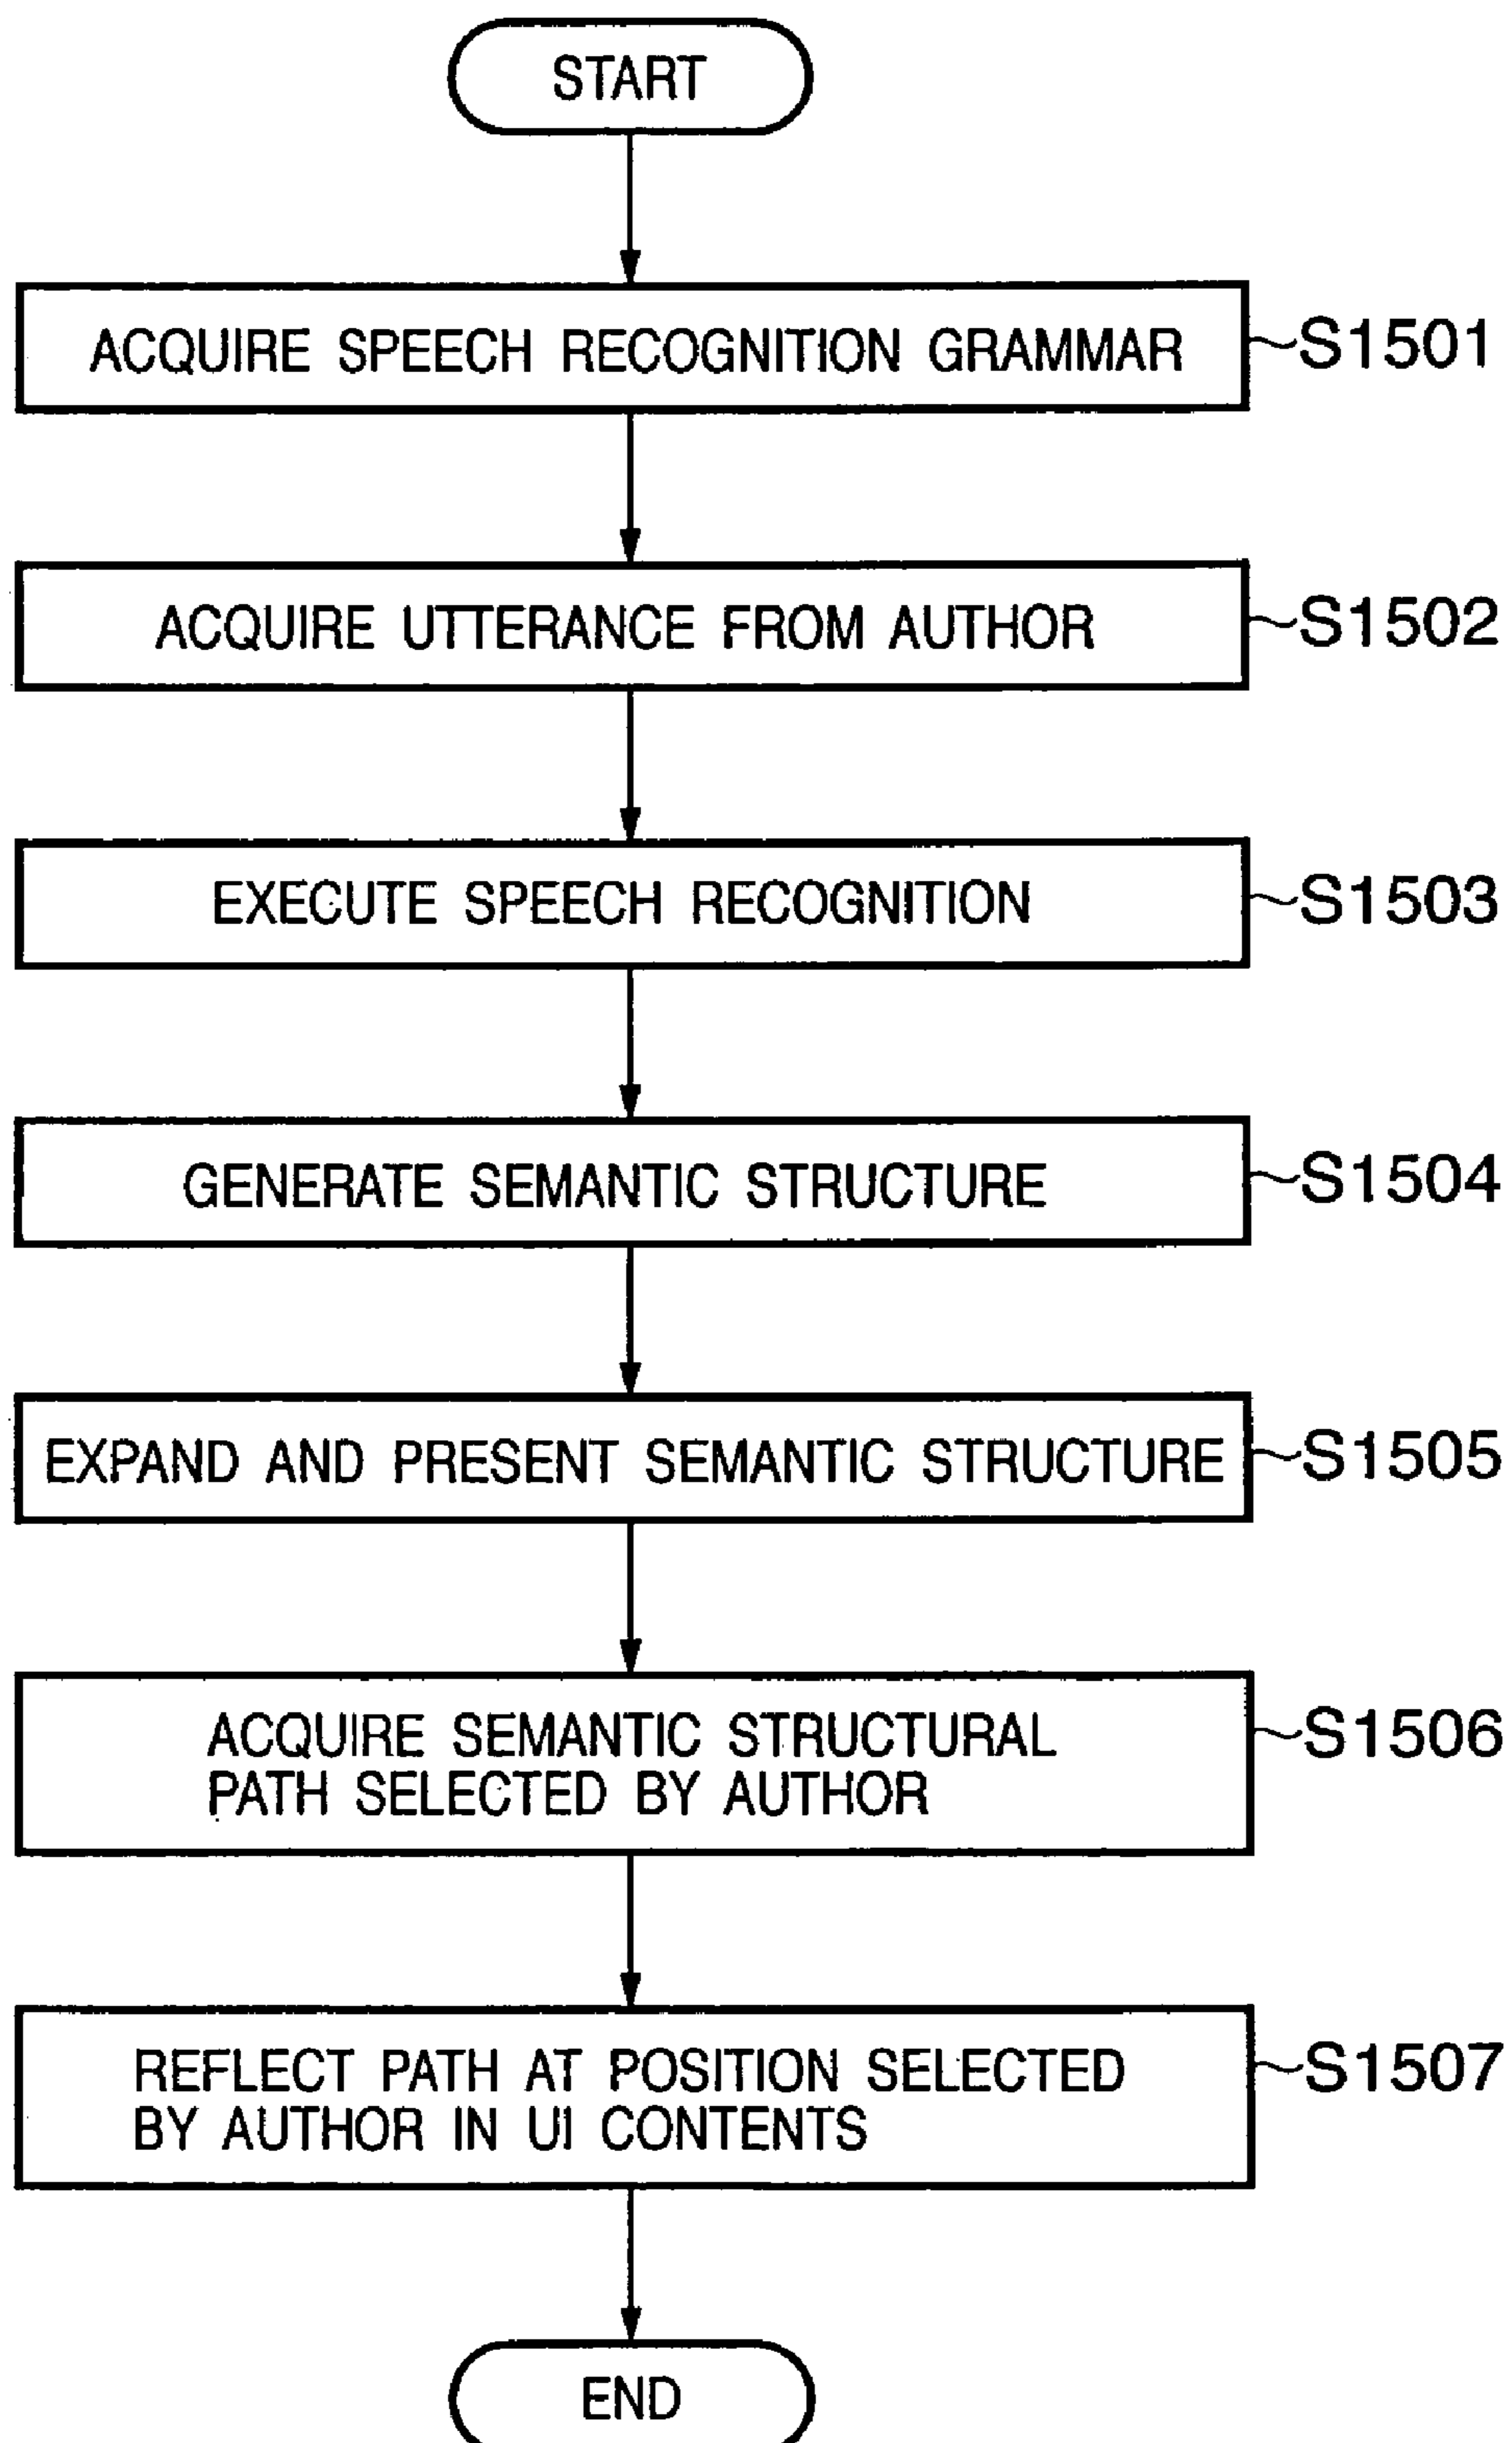 START
ACQUIRE SPEECH RECOGNITION GRAMMAR
S1501
ACQUIRE UTTERANCE FROM AUTHOR
S1502
EXECUTE SPEECH RECOGNITION
S1503
GENERATE SEMANTIC STRUCTURE
S1504
EXPAND AND PRESENT SEMANTIC STRUCTURE
S1505
ACQUIRE SEMANTIC STRUCTURAL
PATH SELECTED BY AUTHOR
S1506
REFLECT PATH AT POSITION SELECTED
BY AUTHOR IN UI CONTENTS
S1507
END